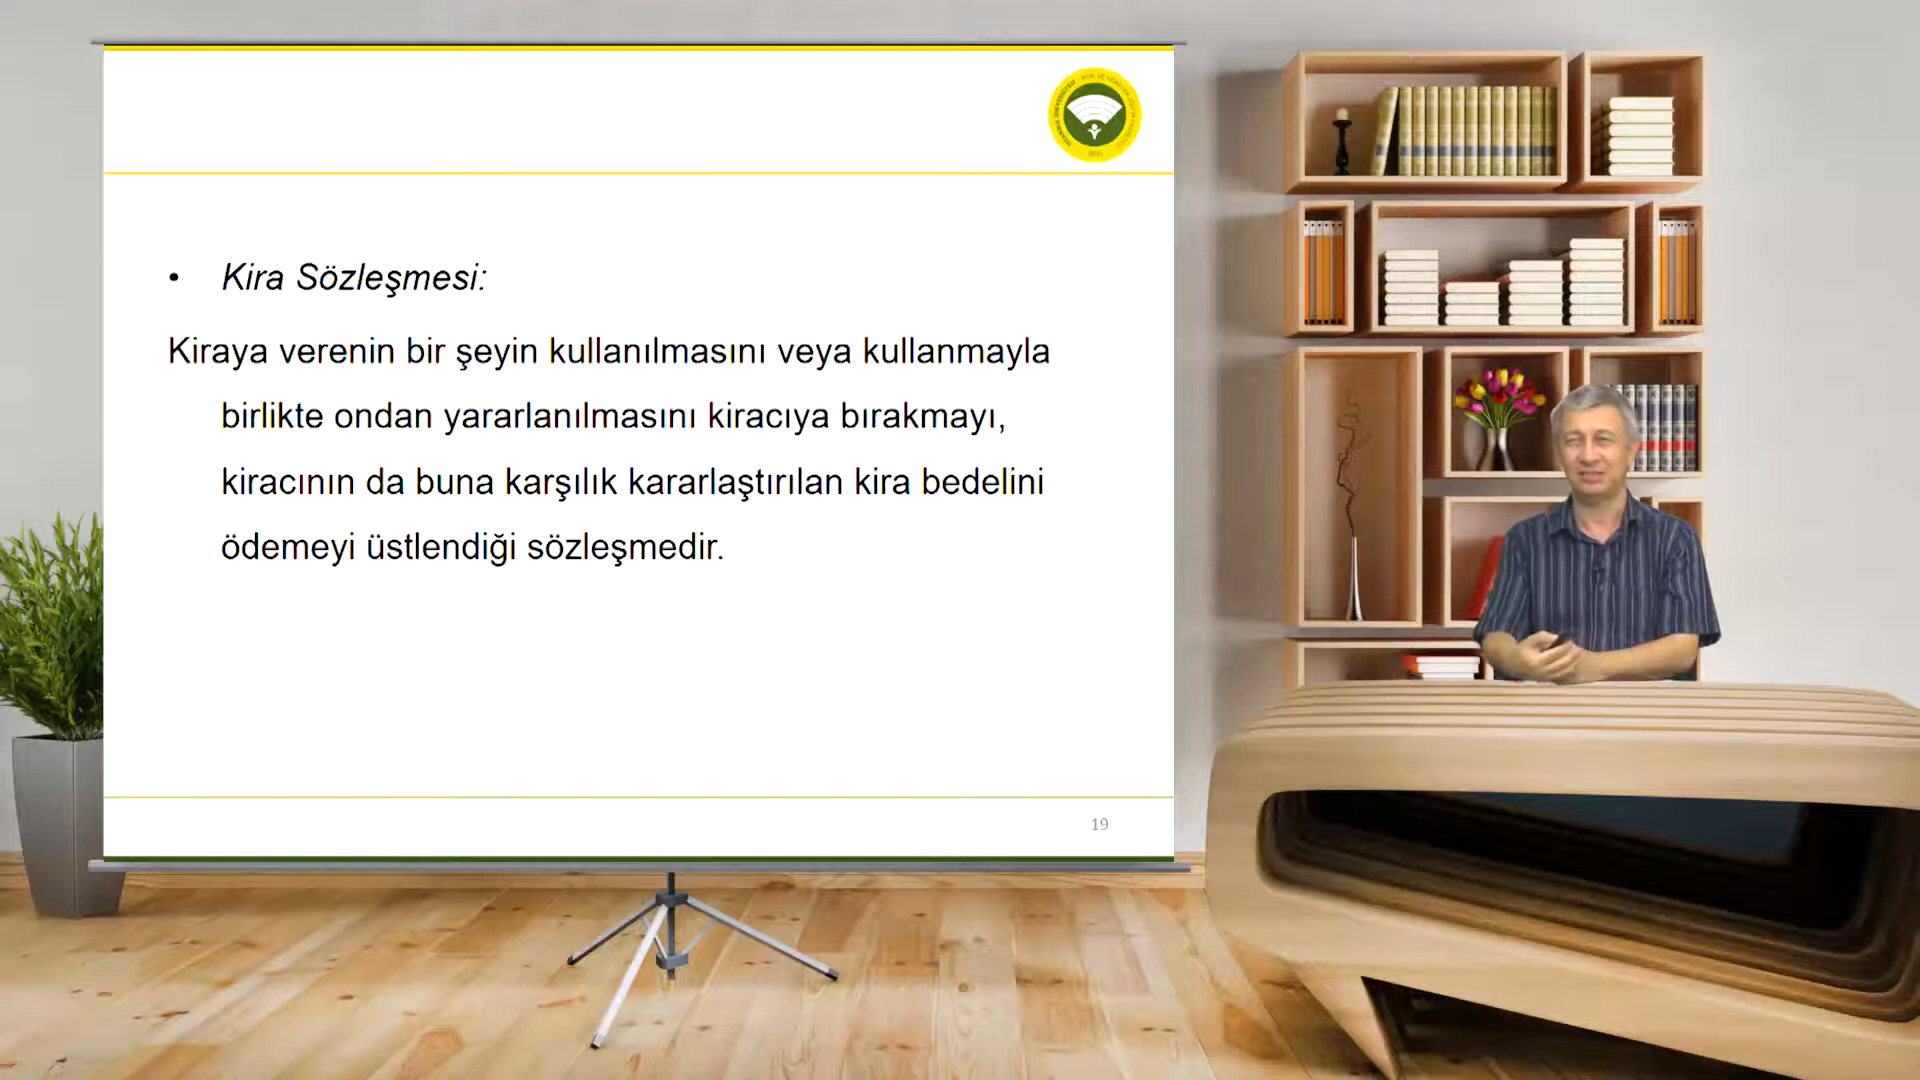 • Kira Sözleşmesi:
Kiraya verenin bir şeyin kullanılmasını veya kullanmayla
birlikte ondan yararlanılmasını kiracıya bırakmayı,
kiracının da buna karşılık kararlaştırılan kira bedelini
ödemeyi üstlendiği sözleşmedir.
19